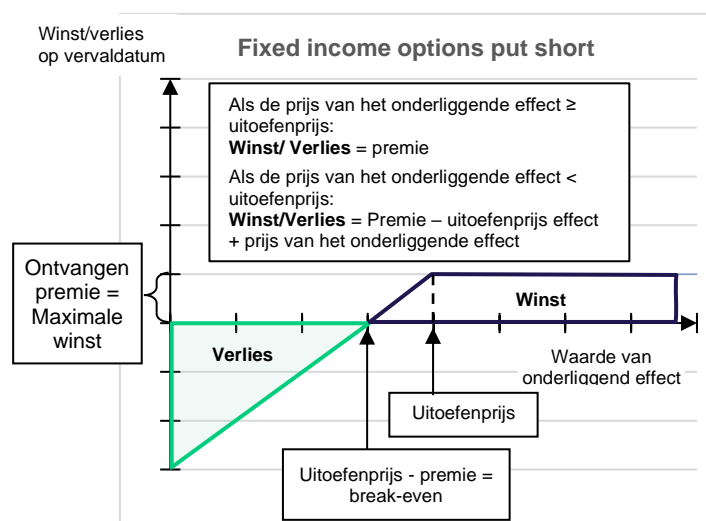 Winst/verlies
op vervaldatum
Fixed income options put short
Als de prijs van het onderliggende effect ≥
uitoefenprijs:
Winst/ Verlies = premie
Als de prijs van het onderliggende effect <
uitoefenprijs:
Winst/Verlies = Premie – uitoefenprijs effect
+ prijs van het onderliggende effect
Ontvangen
premie =
Maximale
winst
Winst
Verlies
Waarde van
onderliggend effect
Uitoefenprijs
Uitoefenprijs - premie =
break-even